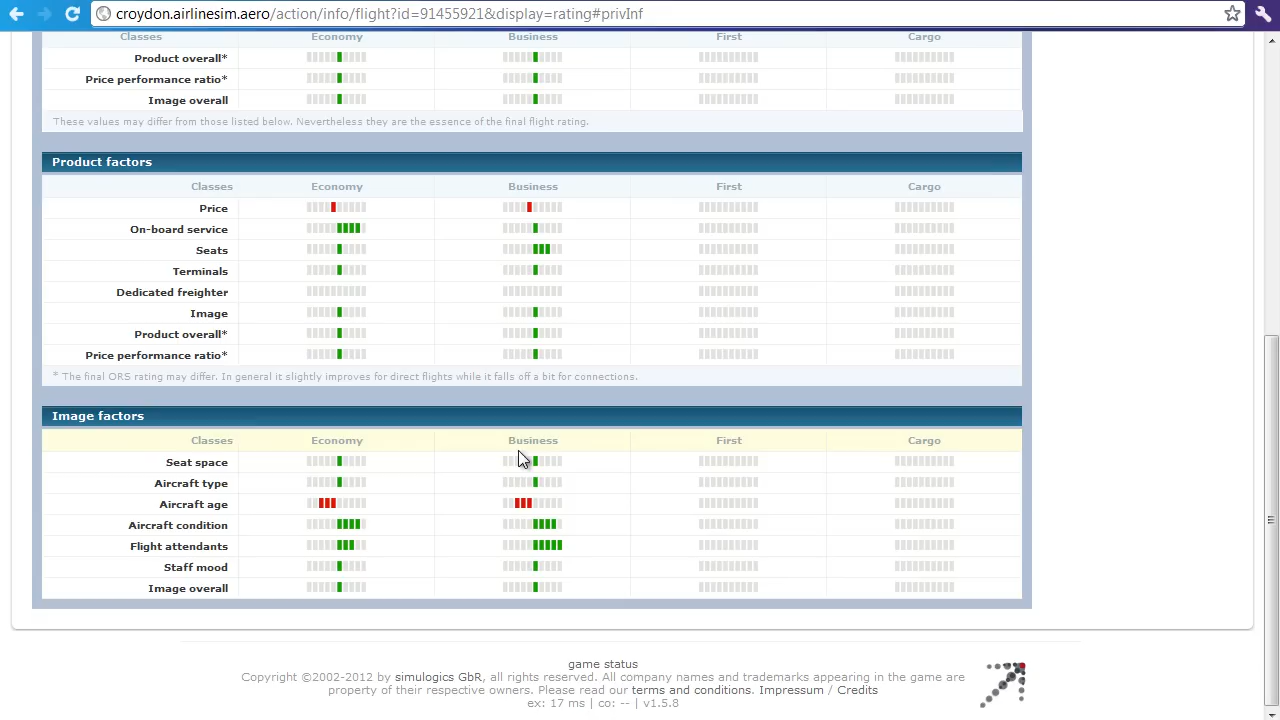 croydon.airlinesim.aero/action/info/flight?id=91455921&display=rating#privInf
Classes Economy Business First Cargo
Product overall*
Price performance ratio*
Image overall
These values may differ from those listed below. Nevertheless they are the essence of the final flight rating.
Product factors
Classes Economy Business First Cargo
Price
On-board service
Seats
Terminals
Dedicated freighter
Image
Product overall*
Price performance ratio*
* The final ORS rating may differ. In general it slightly improves for direct flights while it falls off a bit for connections.
Image factors
Classes Economy Business First Cargo
Seat space
Aircraft type
Aircraft age
Aircraft condition
Flight attendants
Staff mood
Image overall
game status
Copyright ©2002-2012 by simulogics GbR, all rights reserved. All company names and trademarks appearing in the game are
property of their respective owners. Please read our terms and conditions. Impressum / Credits
ex: 17 ms | co: -- | v1.5.8